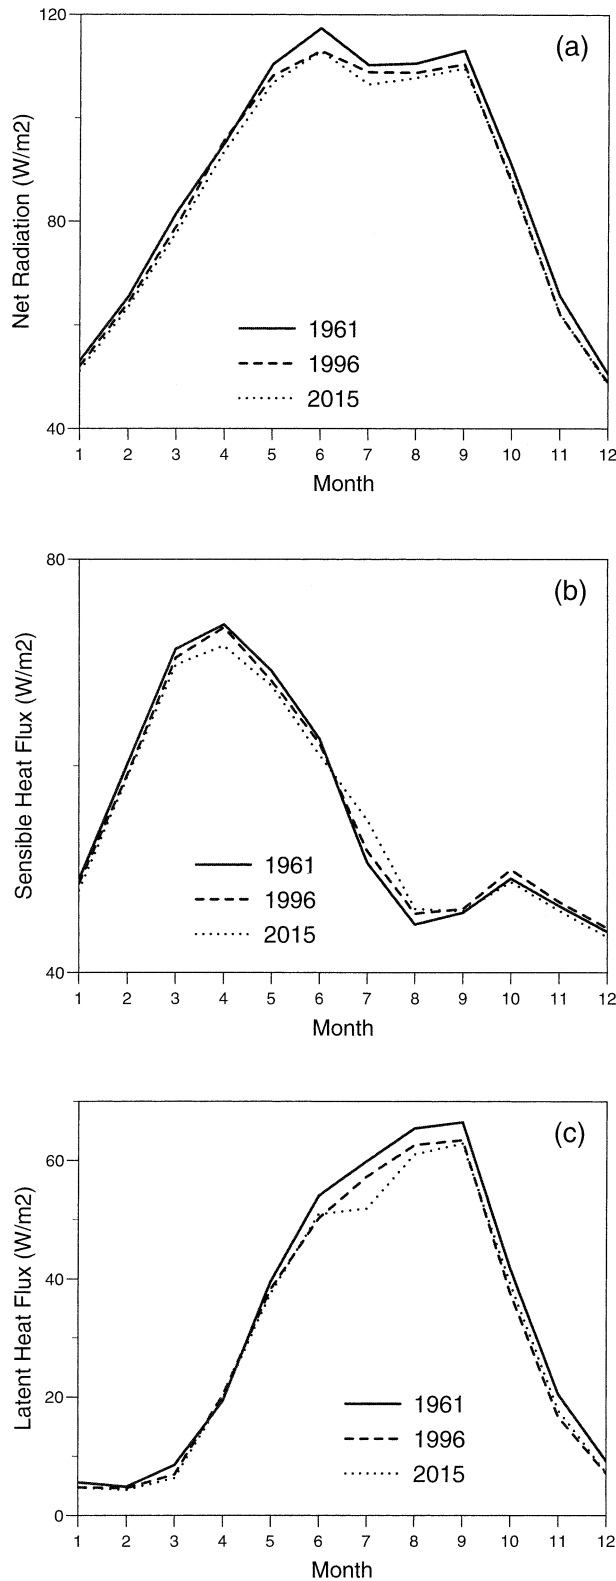 120
(a)
80
Net Radiation (W/m2)
1961
1996
2015
40
1 2 3 4 5 6 7 8 9 10 11 12
Month
80
(b)
Sensible Heat Flux (W/m2)
1961
1996
2015
40
1 2 3 4 5 6 7 8 9 10 11 12
Month
(c)
60
Latent Heat Flux (W/m2)
40
20
1961
1996
2015
0
1 2 3 4 5 6 7 8 9 10 11 12
Month